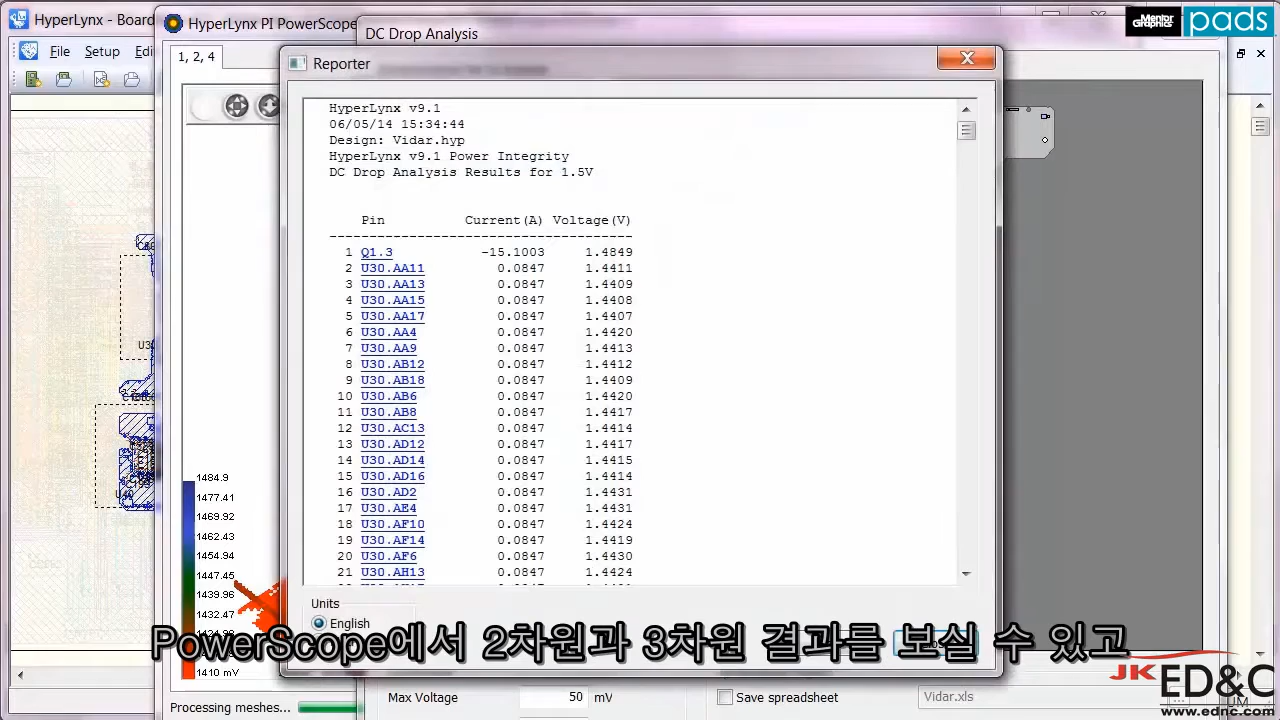 HyperLynx - Board
HyperLynx PI PowerScope
DC Drop Analysis
Mentor Graphics
pads
File Setup Edi
1, 2, 4
Reporter
HyperLynx v9.1
06/05/14 15:34:44
Design: Vidar.hyp
HyperLynx v9.1 Power Integrity
DC Drop Analysis Results for 1.5V
Pin Current(A) Voltage(V)
1 Q1.3 -15.1003 1.4849
2 U30.AA11 0.0847 1.4411
3 U30.AA13 0.0847 1.4409
4 U30.AA15 0.0847 1.4408
5 U30.AA17 0.0847 1.4407
6 U30.AA4 0.0847 1.4420
7 U30.AA9 0.0847 1.4413
8 U30.AB12 0.0847 1.4412
9 U30.AB18 0.0847 1.4409
10 U30.AB6 0.0847 1.4420
11 U30.AB8 0.0847 1.4417
12 U30.AC13 0.0847 1.4414
13 U30.AD12 0.0847 1.4417
14 U30.AD14 0.0847 1.4415
15 U30.AD16 0.0847 1.4414
16 U30.AD2 0.0847 1.4431
17 U30.AE4 0.0847 1.4431
18 U30.AF10 0.0847 1.4424
19 U30.AF14 0.0847 1.4419
20 U30.AF6 0.0847 1.4430
21 U30.AH13 0.0847 1.4424
1484.9
1477.41
1469.92
1462.43
1454.94
1447.45
1439.96
1432.47
1410 mV
Units
English
PowerScope에서 2차원과 3차원 결과를 보실 수 있고
Processing meshes...
Max Voltage 50 mV
Save spreadsheet
Vidar.xls
JK ED&C
www.ednc.com